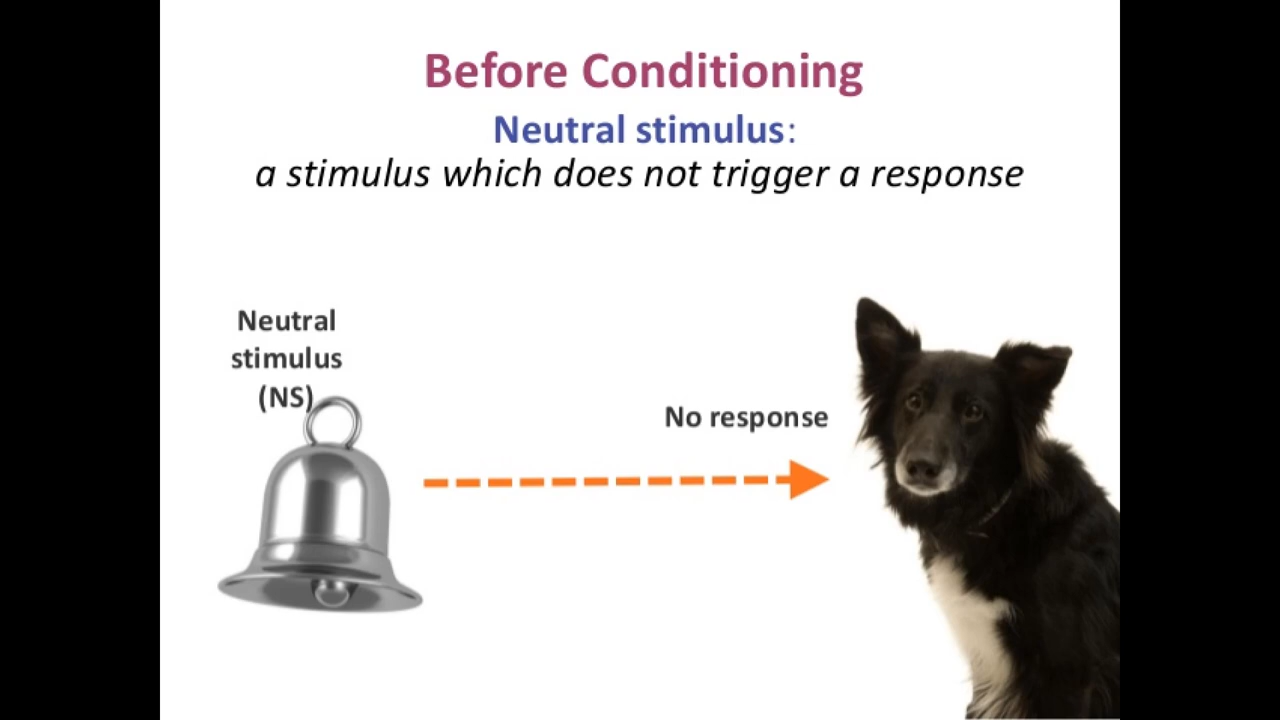 Before Conditioning
Neutral stimulus:
a stimulus which does not trigger a response
Neutral
stimulus
(NS)
No response